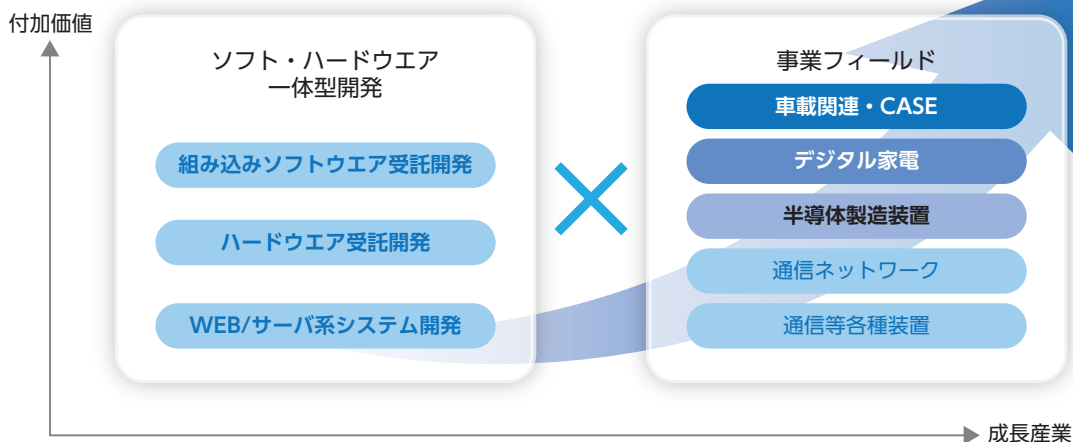 付加価値
ソフト・ハードウエア
一体型開発
組み込みソフトウエア受託開発
ハードウエア受託開発
WEB/サーバ系システム開発
事業フィールド
車載関連・CASE
デジタル家電
半導体製造装置
通信ネットワーク
通信等各種装置
成長産業